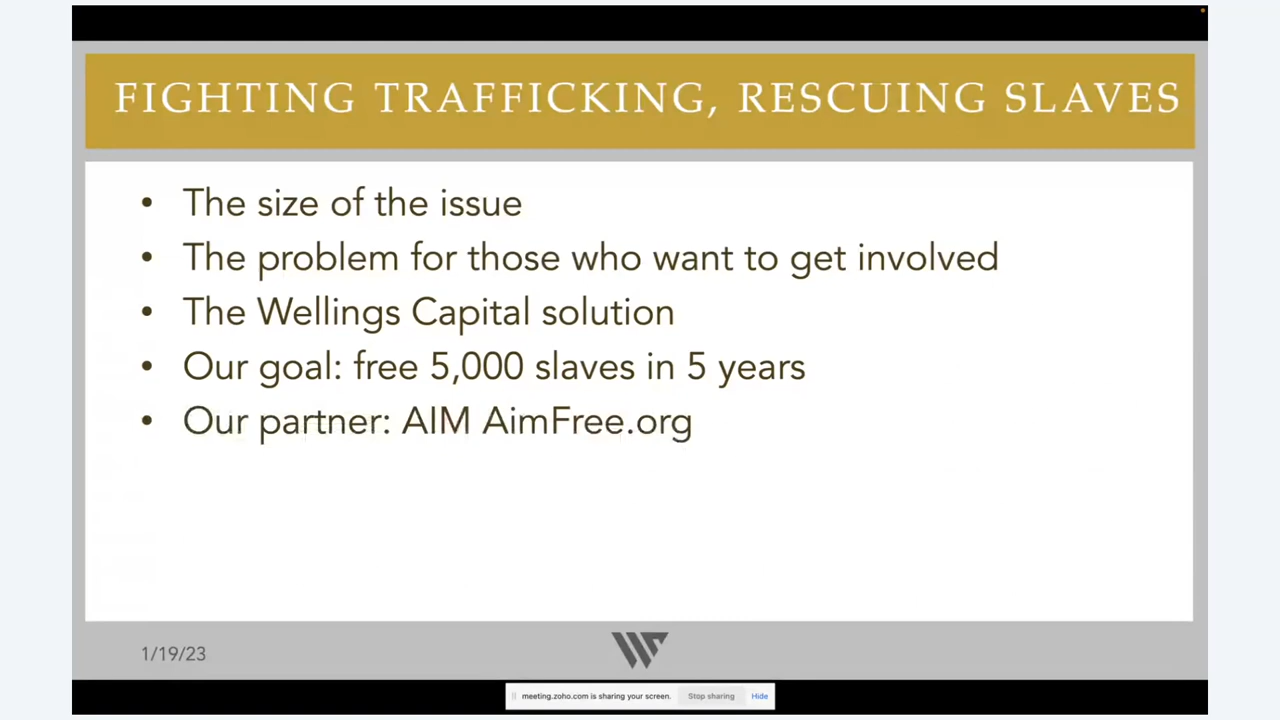 FIGHTING TRAFFICKING, RESCUING SLAVES
• The size of the issue
• The problem for those who want to get involved
• The Wellings Capital solution
• Our goal: free 5,000 slaves in 5 years
• Our partner: AIM AimFree.org
1/19/23
meeting.zoho.com is sharing your screen. Stop sharing Hide